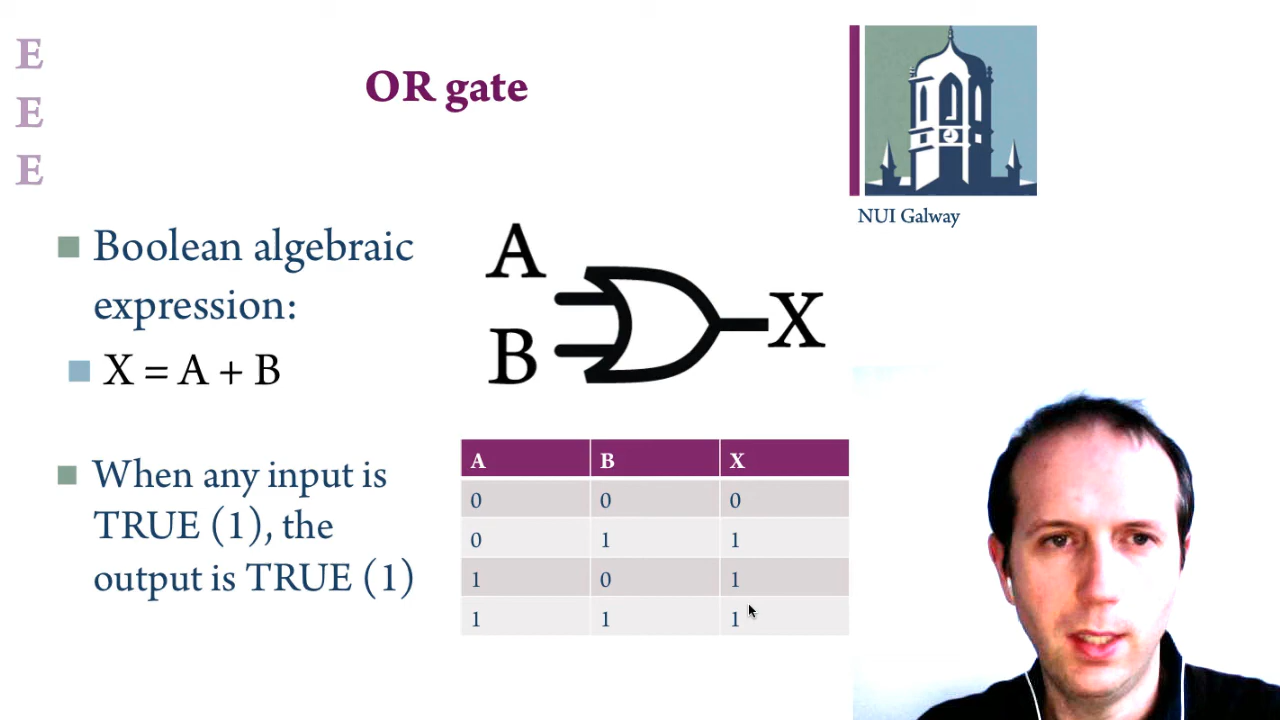 E
E
E
OR gate
NUI Galway
Boolean algebraic
expression:
X = A + B
When any input is
TRUE (1), the
output is TRUE (1)
A
B
X
A B X
0 0 0
0 1 1
1 0 1
1 1 1